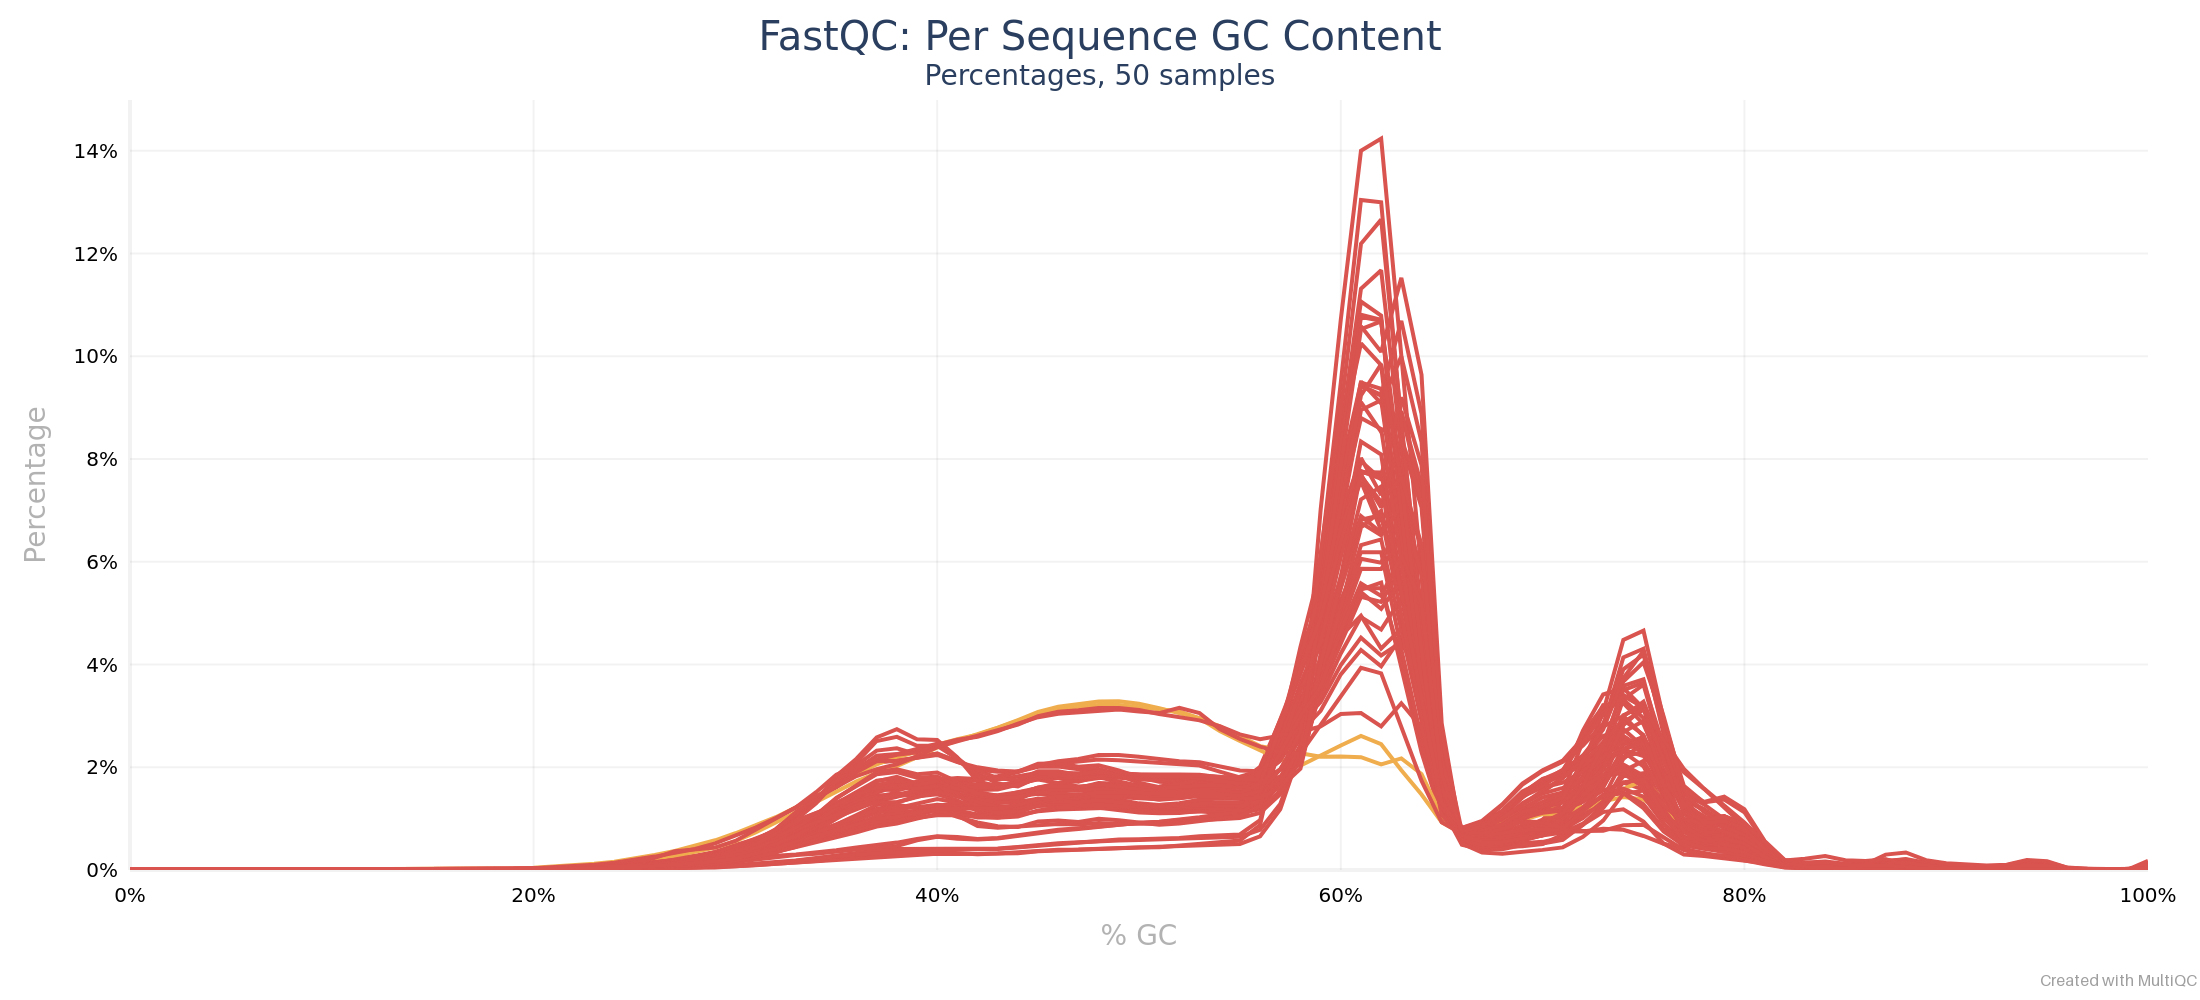 FastQC: Per Sequence GC Content
Percentages, 50 samples
14%
12%
10%
8%
6%
4%
2%
0%
Percentage
0%
20%
40%
60%
80%
100%
% GC
Created with MultiQC